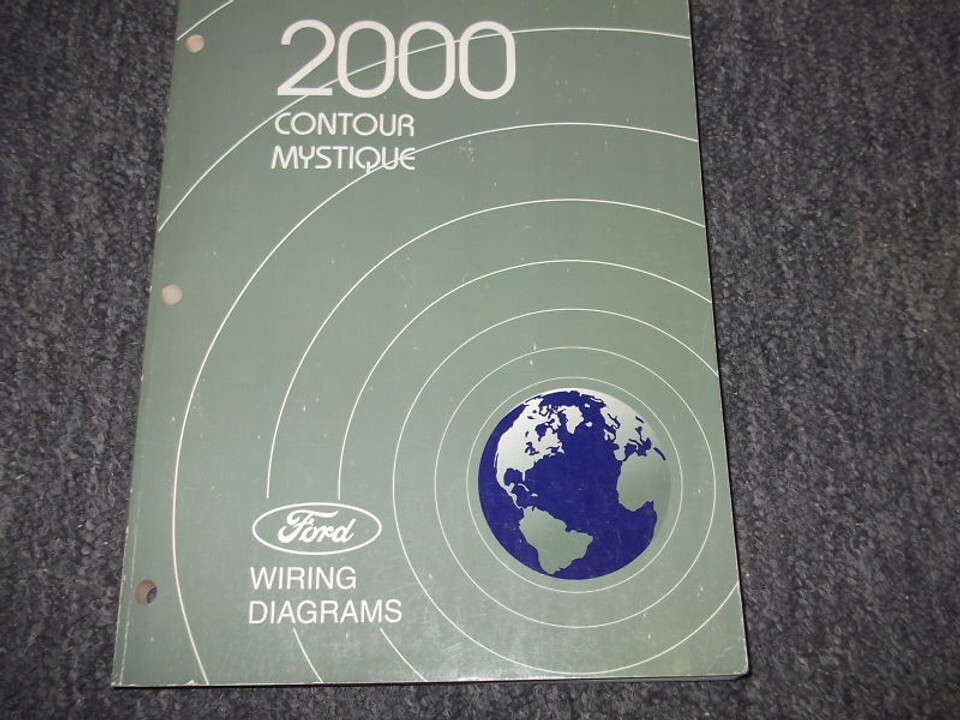 2000
CONTOUR
MYSTIQUE
Ford
WIRING
DIAGRAMS